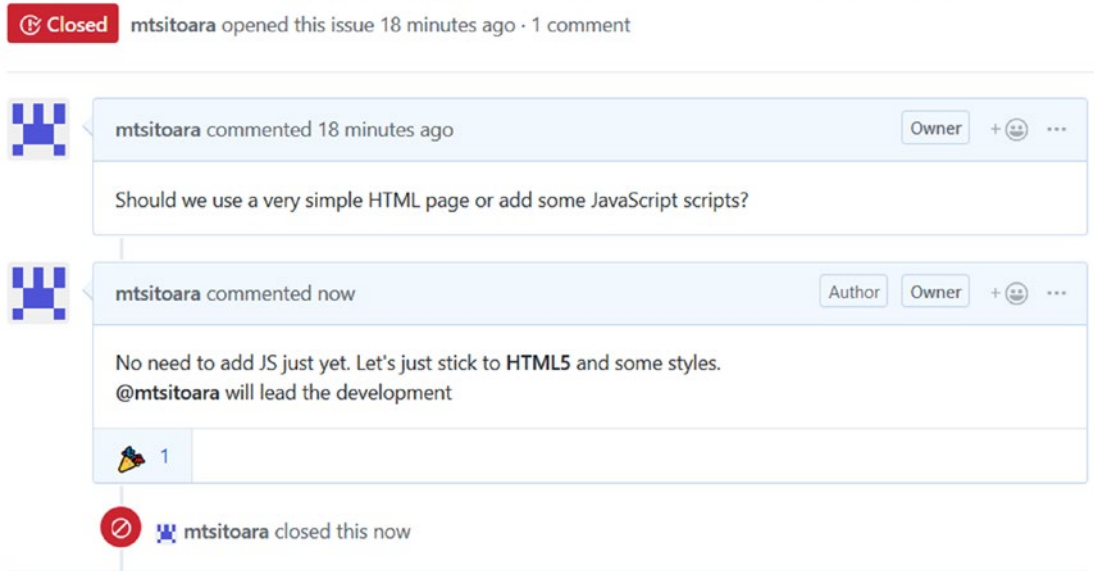 Closed mtsitoara opened this issue 18 minutes ago · 1 comment
mtsitoara commented 18 minutes ago Owner
Should we use a very simple HTML page or add some JavaScript scripts?
mtsitoara commented now Author Owner
No need to add JS just yet. Let's just stick to HTML5 and some styles.
@mtsitoara will lead the development
1
mtsitoara closed this now